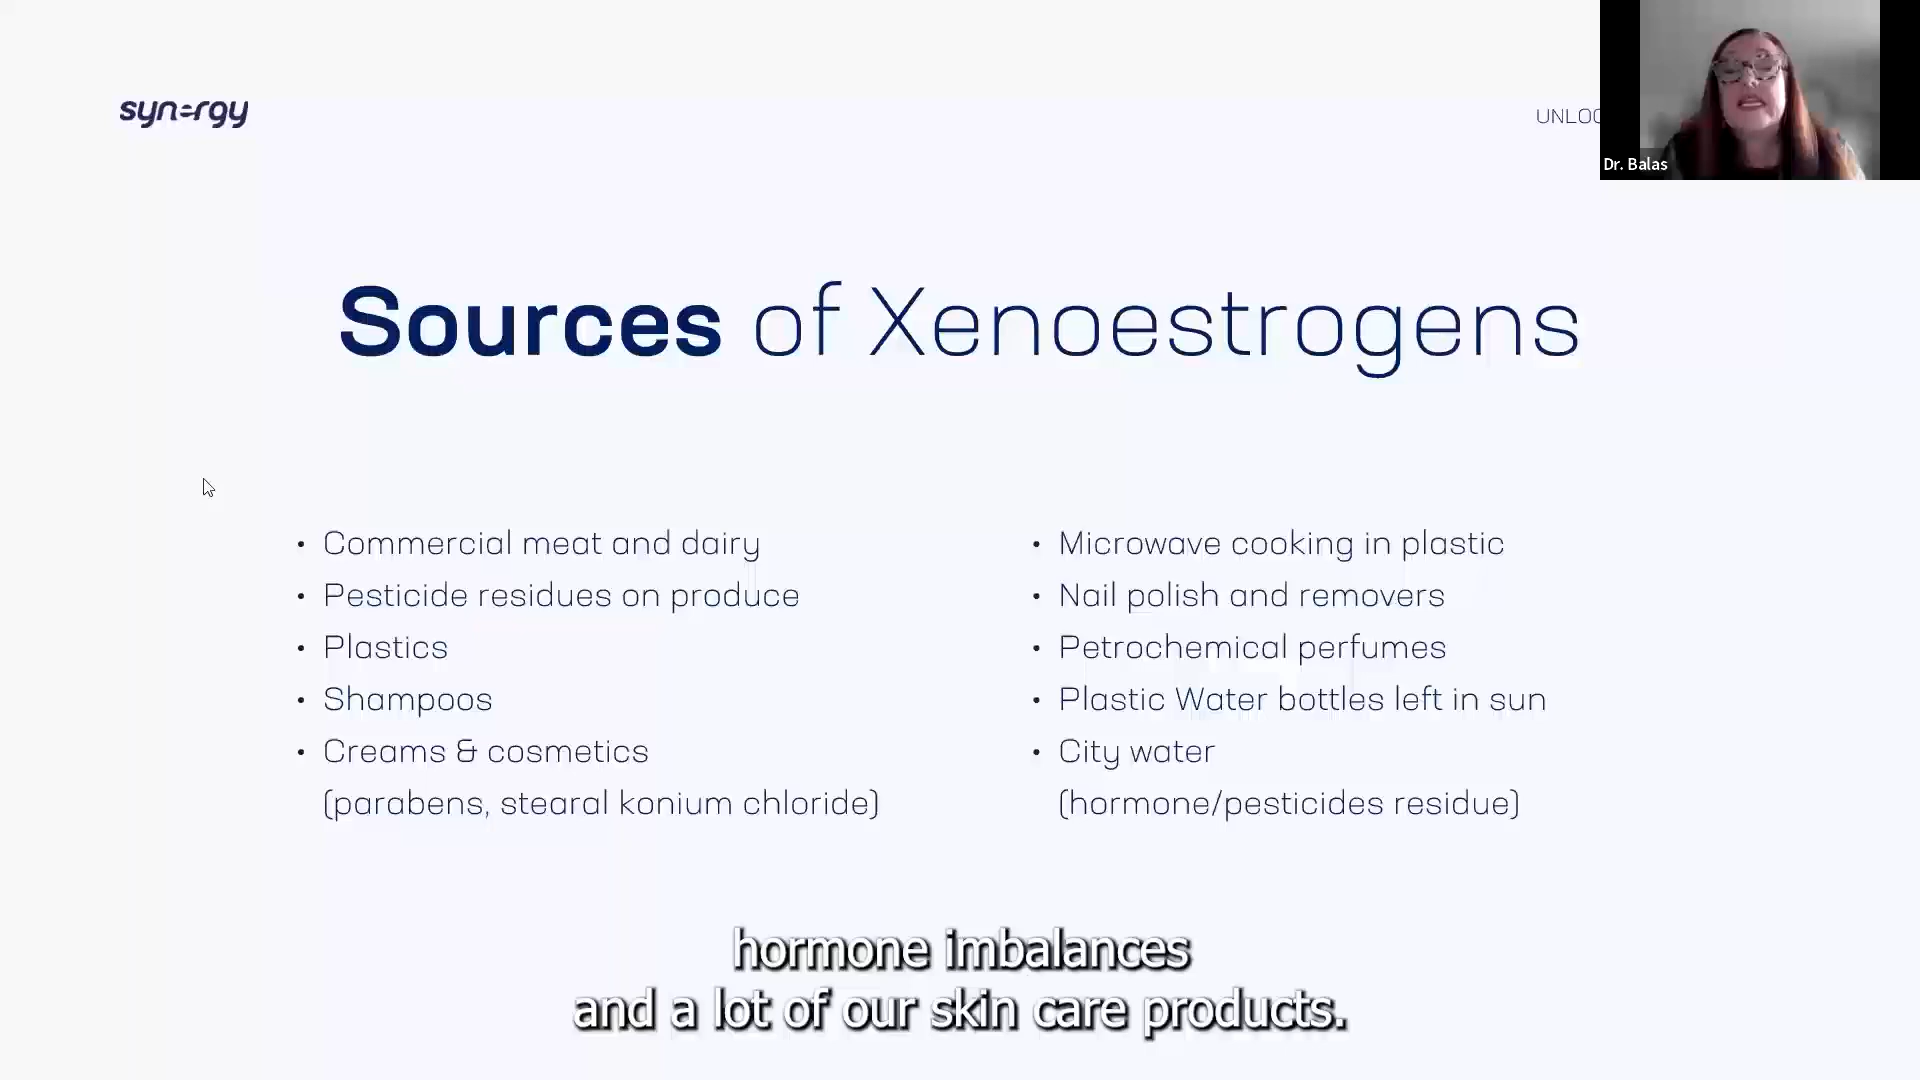 synergy
UNLOC
Dr. Balas
Sources of Xenoestrogens
• Commercial meat and dairy
• Pesticide residues on produce
• Plastics
• Shampoos
• Creams & cosmetics
(parabens, stearal konium chloride)
• Microwave cooking in plastic
• Nail polish and removers
• Petrochemical perfumes
• Plastic Water bottles left in sun
• City water
(hormone/pesticides residue)
hormone imbalances
and a lot of our skin care products.